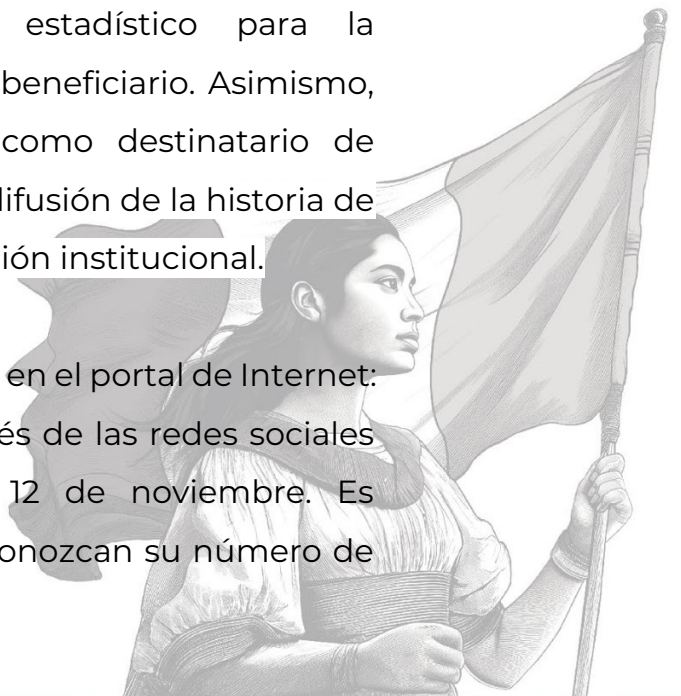 estadístico para la
beneficiario. Asimismo,
como destinatario de
difusión de la historia de
ión institucional.
en el portal de Internet:
és de las redes sociales
12 de noviembre. Es
onozcan su número de